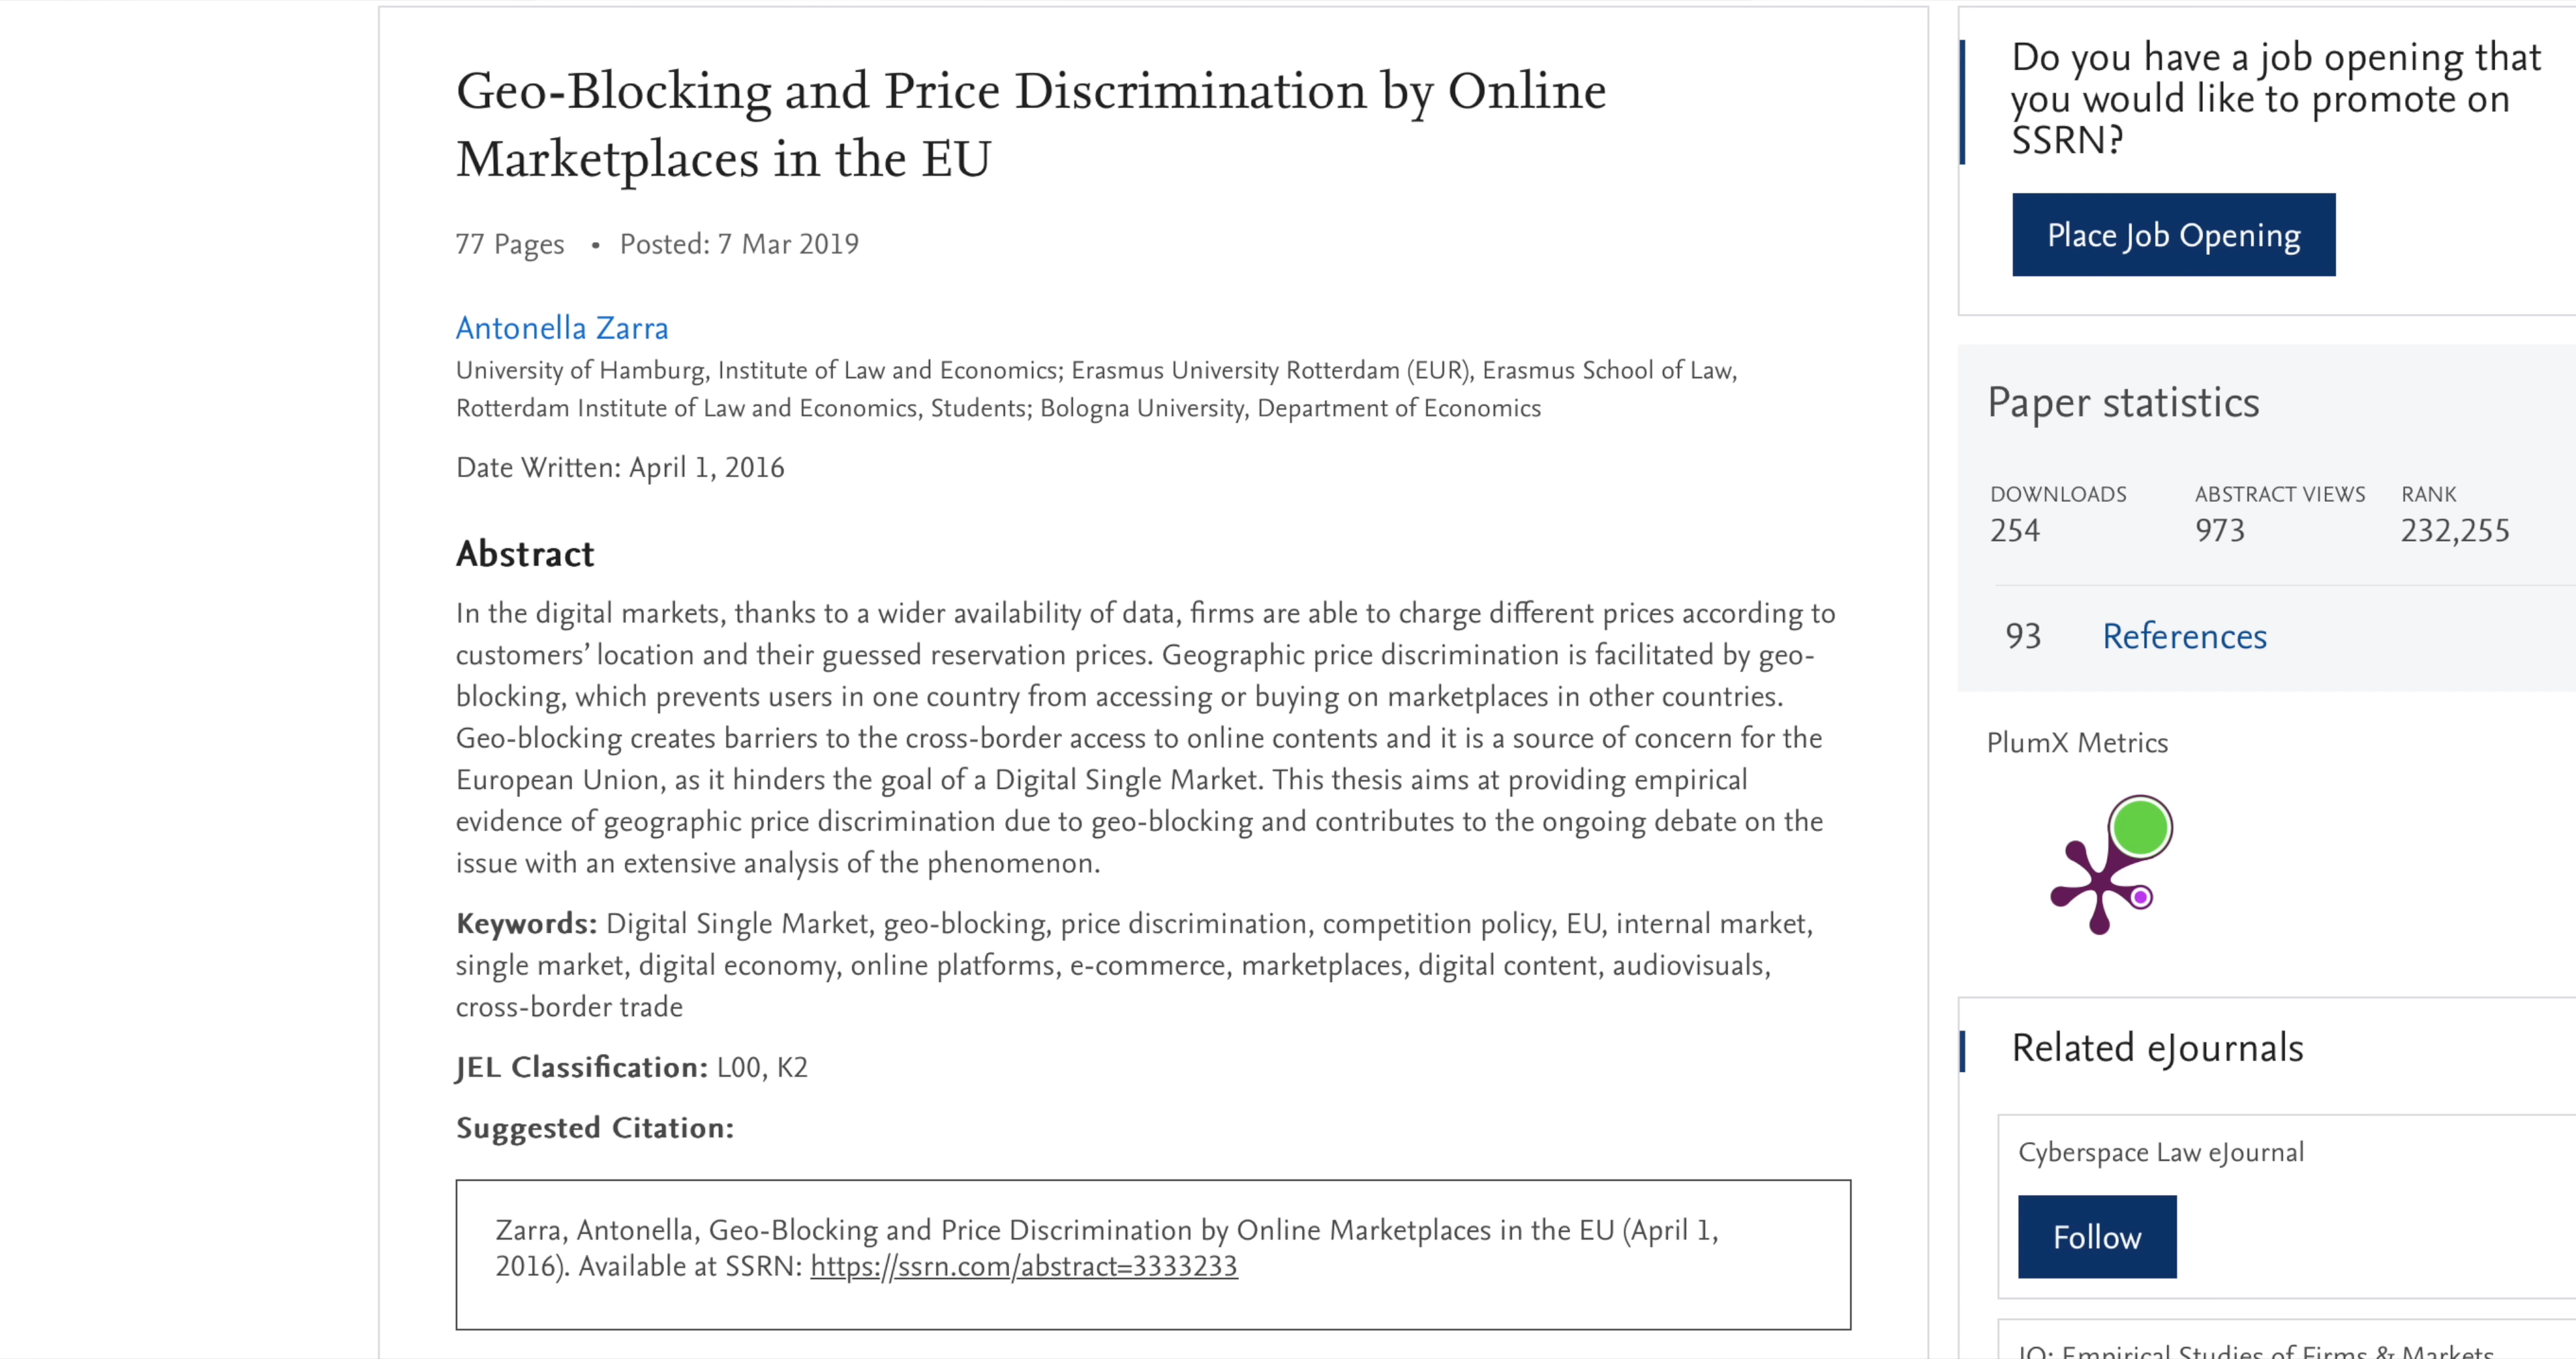 Geo-Blocking and Price Discrimination by Online
Marketplaces in the EU
77 Pages • Posted: 7 Mar 2019
Antonella Zarra
University of Hamburg, Institute of Law and Economics; Erasmus University Rotterdam (EUR), Erasmus School of Law,
Rotterdam Institute of Law and Economics, Students; Bologna University, Department of Economics
Date Written: April 1, 2016
Abstract
In the digital markets, thanks to a wider availability of data, firms are able to charge different prices according to
customers’ location and their guessed reservation prices. Geographic price discrimination is facilitated by geo-
blocking, which prevents users in one country from accessing or buying on marketplaces in other countries.
Geo-blocking creates barriers to the cross-border access to online contents and it is a source of concern for the
European Union, as it hinders the goal of a Digital Single Market. This thesis aims at providing empirical
evidence of geographic price discrimination due to geo-blocking and contributes to the ongoing debate on the
issue with an extensive analysis of the phenomenon.
Keywords: Digital Single Market, geo-blocking, price discrimination, competition policy, EU, internal market,
single market, digital economy, online platforms, e-commerce, marketplaces, digital content, audiovisuals,
cross-border trade
JEL Classification: L00, K2
Suggested Citation:
Zarra, Antonella, Geo-Blocking and Price Discrimination by Online Marketplaces in the EU (April 1,
2016). Available at SSRN: https://ssrn.com/abstract=3333233
Do you have a job opening that
you would like to promote on
SSRN?
Place Job Opening
Paper statistics
DOWNLOADS ABSTRACT VIEWS RANK
254 973 232,255
93 References
PlumX Metrics
Related eJournals
Cyberspace Law eJournal
Follow
IO: Empirical Studies of Firms & Markets